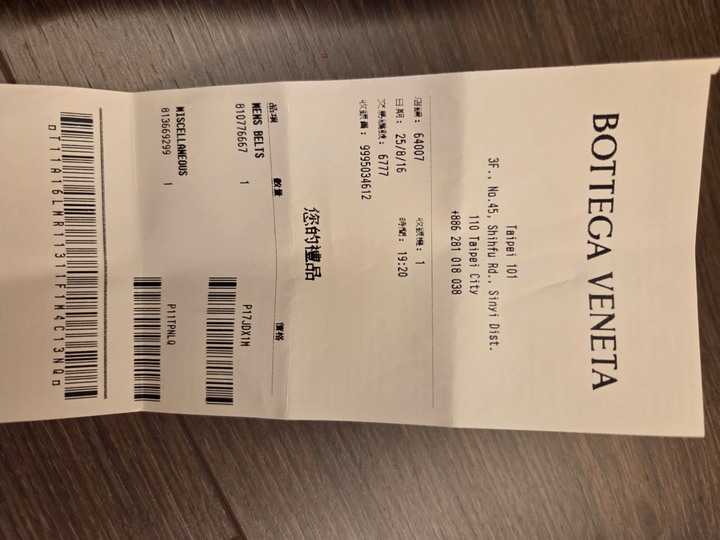 BOTTEGA VENETA
Taipei 101
3F., No.45, Shihfu Rd., Sinyi Dist.
110 Taipei City
+886 281 018 038
店舖: 64007 收銀機: 1
日期: 25/8/16 時間: 19:20
交易編號: 6777
收銀員: 9995034612
您的禮品
品項 數量 價格
MENS BELTS
810776667 1 P17JDX1M
MISCELLANEOUS
813669299 1 P11TPNLQ